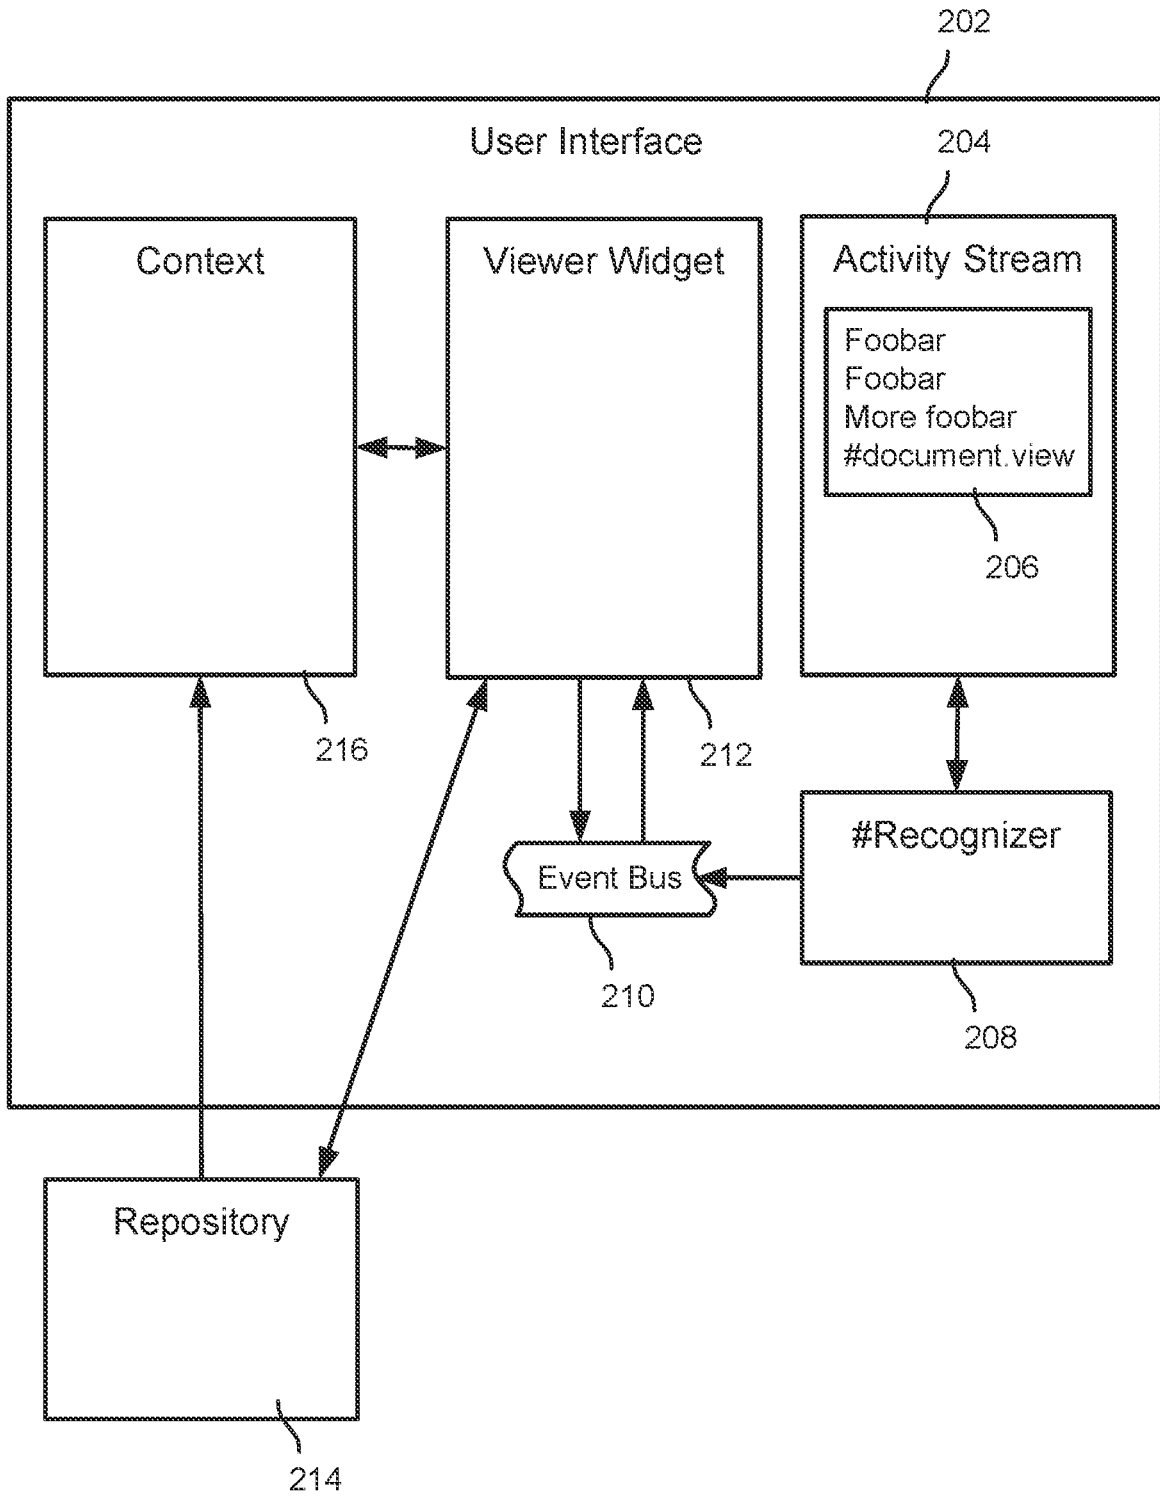 202
User Interface
204
Context
Viewer Widget
Activity Stream
Foobar
Foobar
More foobar
#document.view
206
216
212
#Recognizer
Event Bus
210
208
Repository
214